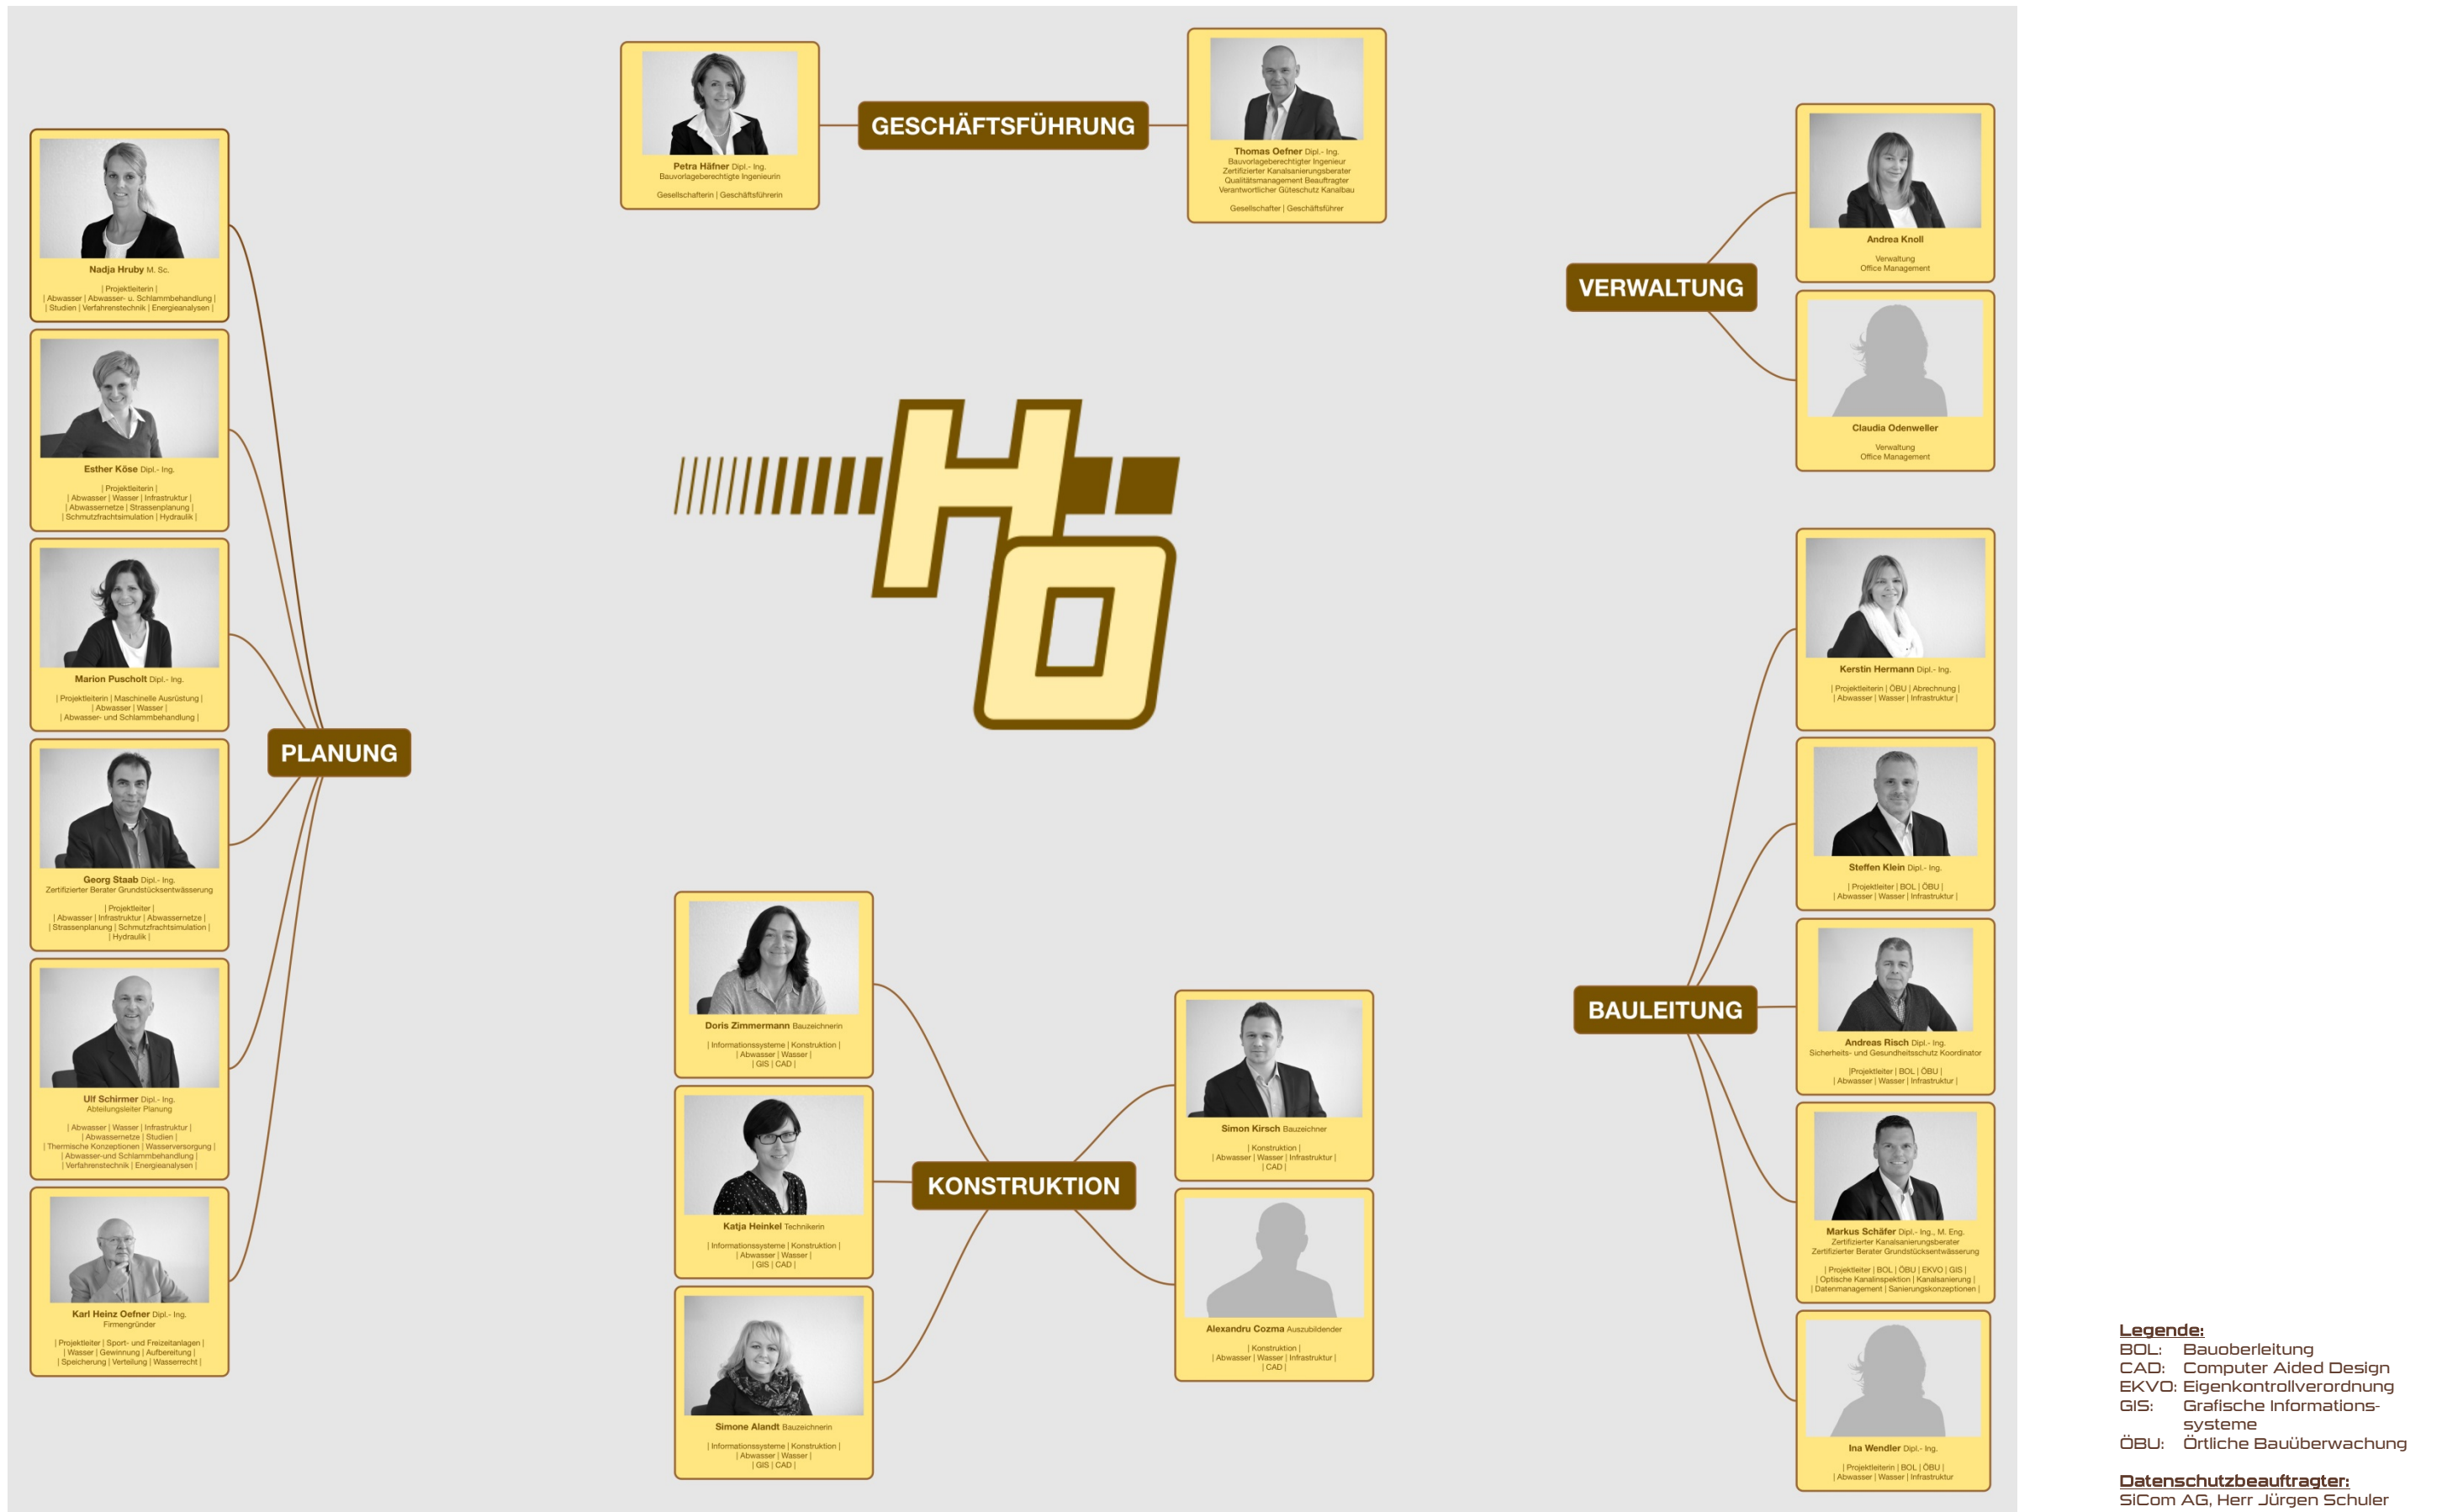 GESCHÄFTSFÜHRUNG
Petra Häfner Dipl.- Ing.
Bauvorlageberechtigte Ingenieurin
Gesellschafterin | Geschäftsführerin
Thomas Oefner Dipl.- Ing.
Bauvorlageberechtigter Ingenieur
Zertifizierter Kanalsanierungsberater
Qualitätsmanagement Beauftragter
Verantwortlicher Güteschutz Kanalbau
Gesellschafter | Geschäftsführer
VERWALTUNG
Andrea Knoll
Verwaltung
Office Management
Claudia Odenweller
Verwaltung
Office Management
HO
PLANUNG
Nadja Hruby M. Sc.
| Projektleiterin |
| Abwasser | Abwasser- u. Schlammbehandlung |
| Studien | Verfahrenstechnik | Energieanalysen |
Esther Köse Dipl.- Ing.
| Projektleiterin |
| Abwasser | Wasser | Infrastruktur |
| Abwassernetze | Strassenplanung |
| Schmutzfrachtsimulation | Hydraulik |
Marion Puscholt Dipl.- Ing.
| Projektleiterin | Maschinelle Ausrüstung |
| Abwasser | Wasser |
| Abwasser- und Schlammbehandlung |
Georg Staab Dipl.- Ing.
Zertifizierter Berater Grundstücksentwässerung
| Projektleiter |
| Abwasser | Infrastruktur | Abwassernetze |
| Strassenplanung | Schmutzfrachtsimulation |
| Hydraulik |
Ulf Schirmer Dipl.- Ing.
Abteilungsleiter Planung
| Abwasser | Wasser | Infrastruktur |
| Abwassernetze | Studien |
| Thermische Konzeptionen | Wasserversorgung |
| Abwasser-und Schlammbehandlung |
| Verfahrenstechnik | Energieanalysen |
Karl Heinz Oefner Dipl.- Ing.
Firmengründer
| Projektleiter | Sport- und Freizeitanlagen |
| Wasser | Gewinnung | Aufbereitung |
| Speicherung | Verteilung | Wasserrecht |
KONSTRUKTION
Doris Zimmermann Bauzeichnerin
| Informationssysteme | Konstruktion |
| Abwasser | Wasser |
| GIS | CAD |
Katja Heinkel Technikerin
| Informationssysteme | Konstruktion |
| Abwasser | Wasser |
| GIS | CAD |
Simone Alandt Bauzeichnerin
| Informationssysteme | Konstruktion |
| Abwasser | Wasser |
| GIS | CAD |
Simon Kirsch Bauzeichner
| Konstruktion |
| Abwasser | Wasser | Infrastruktur |
| CAD |
Alexandru Cozma Auszubildender
| Konstruktion |
| Abwasser | Wasser | Infrastruktur |
| CAD |
BAULEITUNG
Kerstin Hermann Dipl.- Ing.
| Projektleiterin | ÖBU | Abrechnung |
| Abwasser | Wasser | Infrastruktur |
Steffen Klein Dipl.- Ing.
| Projektleiter | BOL | ÖBU |
| Abwasser | Wasser | Infrastruktur |
Andreas Risch Dipl.- Ing.
Sicherheits- und Gesundheitsschutz Koordinator
|Projektleiter | BOL | ÖBU |
| Abwasser | Wasser | Infrastruktur |
Markus Schäfer Dipl.- Ing., M. Eng.
Zertifizierter Kanalsanierungsberater
Zertifizierter Berater Grundstücksentwässerung
| Projektleiter | BOL | ÖBU | EKVO | GIS |
| Optische Kanalinspektion | Kanalsanierung |
| Datenmanagement | Sanierungskonzeptionen |
Ina Wendler Dipl.- Ing.
| Projektleiterin | BOL | ÖBU |
| Abwasser | Wasser | Infrastruktur
Legende:
BOL: Bauoberleitung
CAD: Computer Aided Design
EKVO: Eigenkontrollverordnung
GIS: Grafische Informations-
systeme
ÖBU: Örtliche Bauüberwachung
Datenschutzbeauftragter:
SiCom AG, Herr Jürgen Schuler